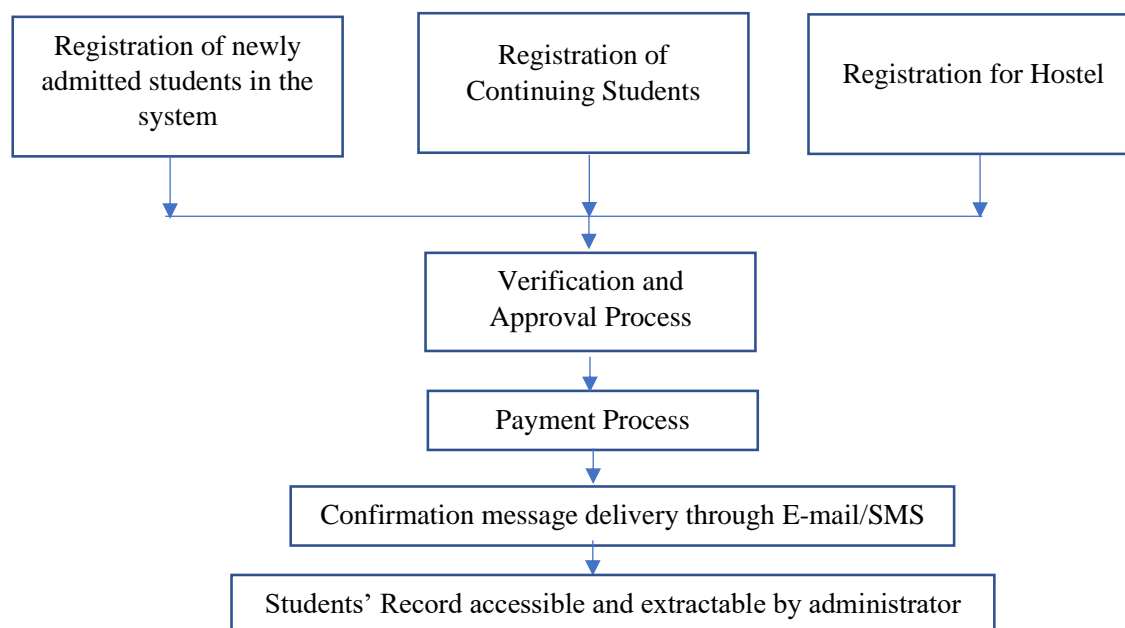 Registration of newly
admitted students in the
system
Registration of
Continuing Students
Registration for Hostel
Verification and
Approval Process
Payment Process
Confirmation message delivery through E-mail/SMS
Students’ Record accessible and extractable by administrator